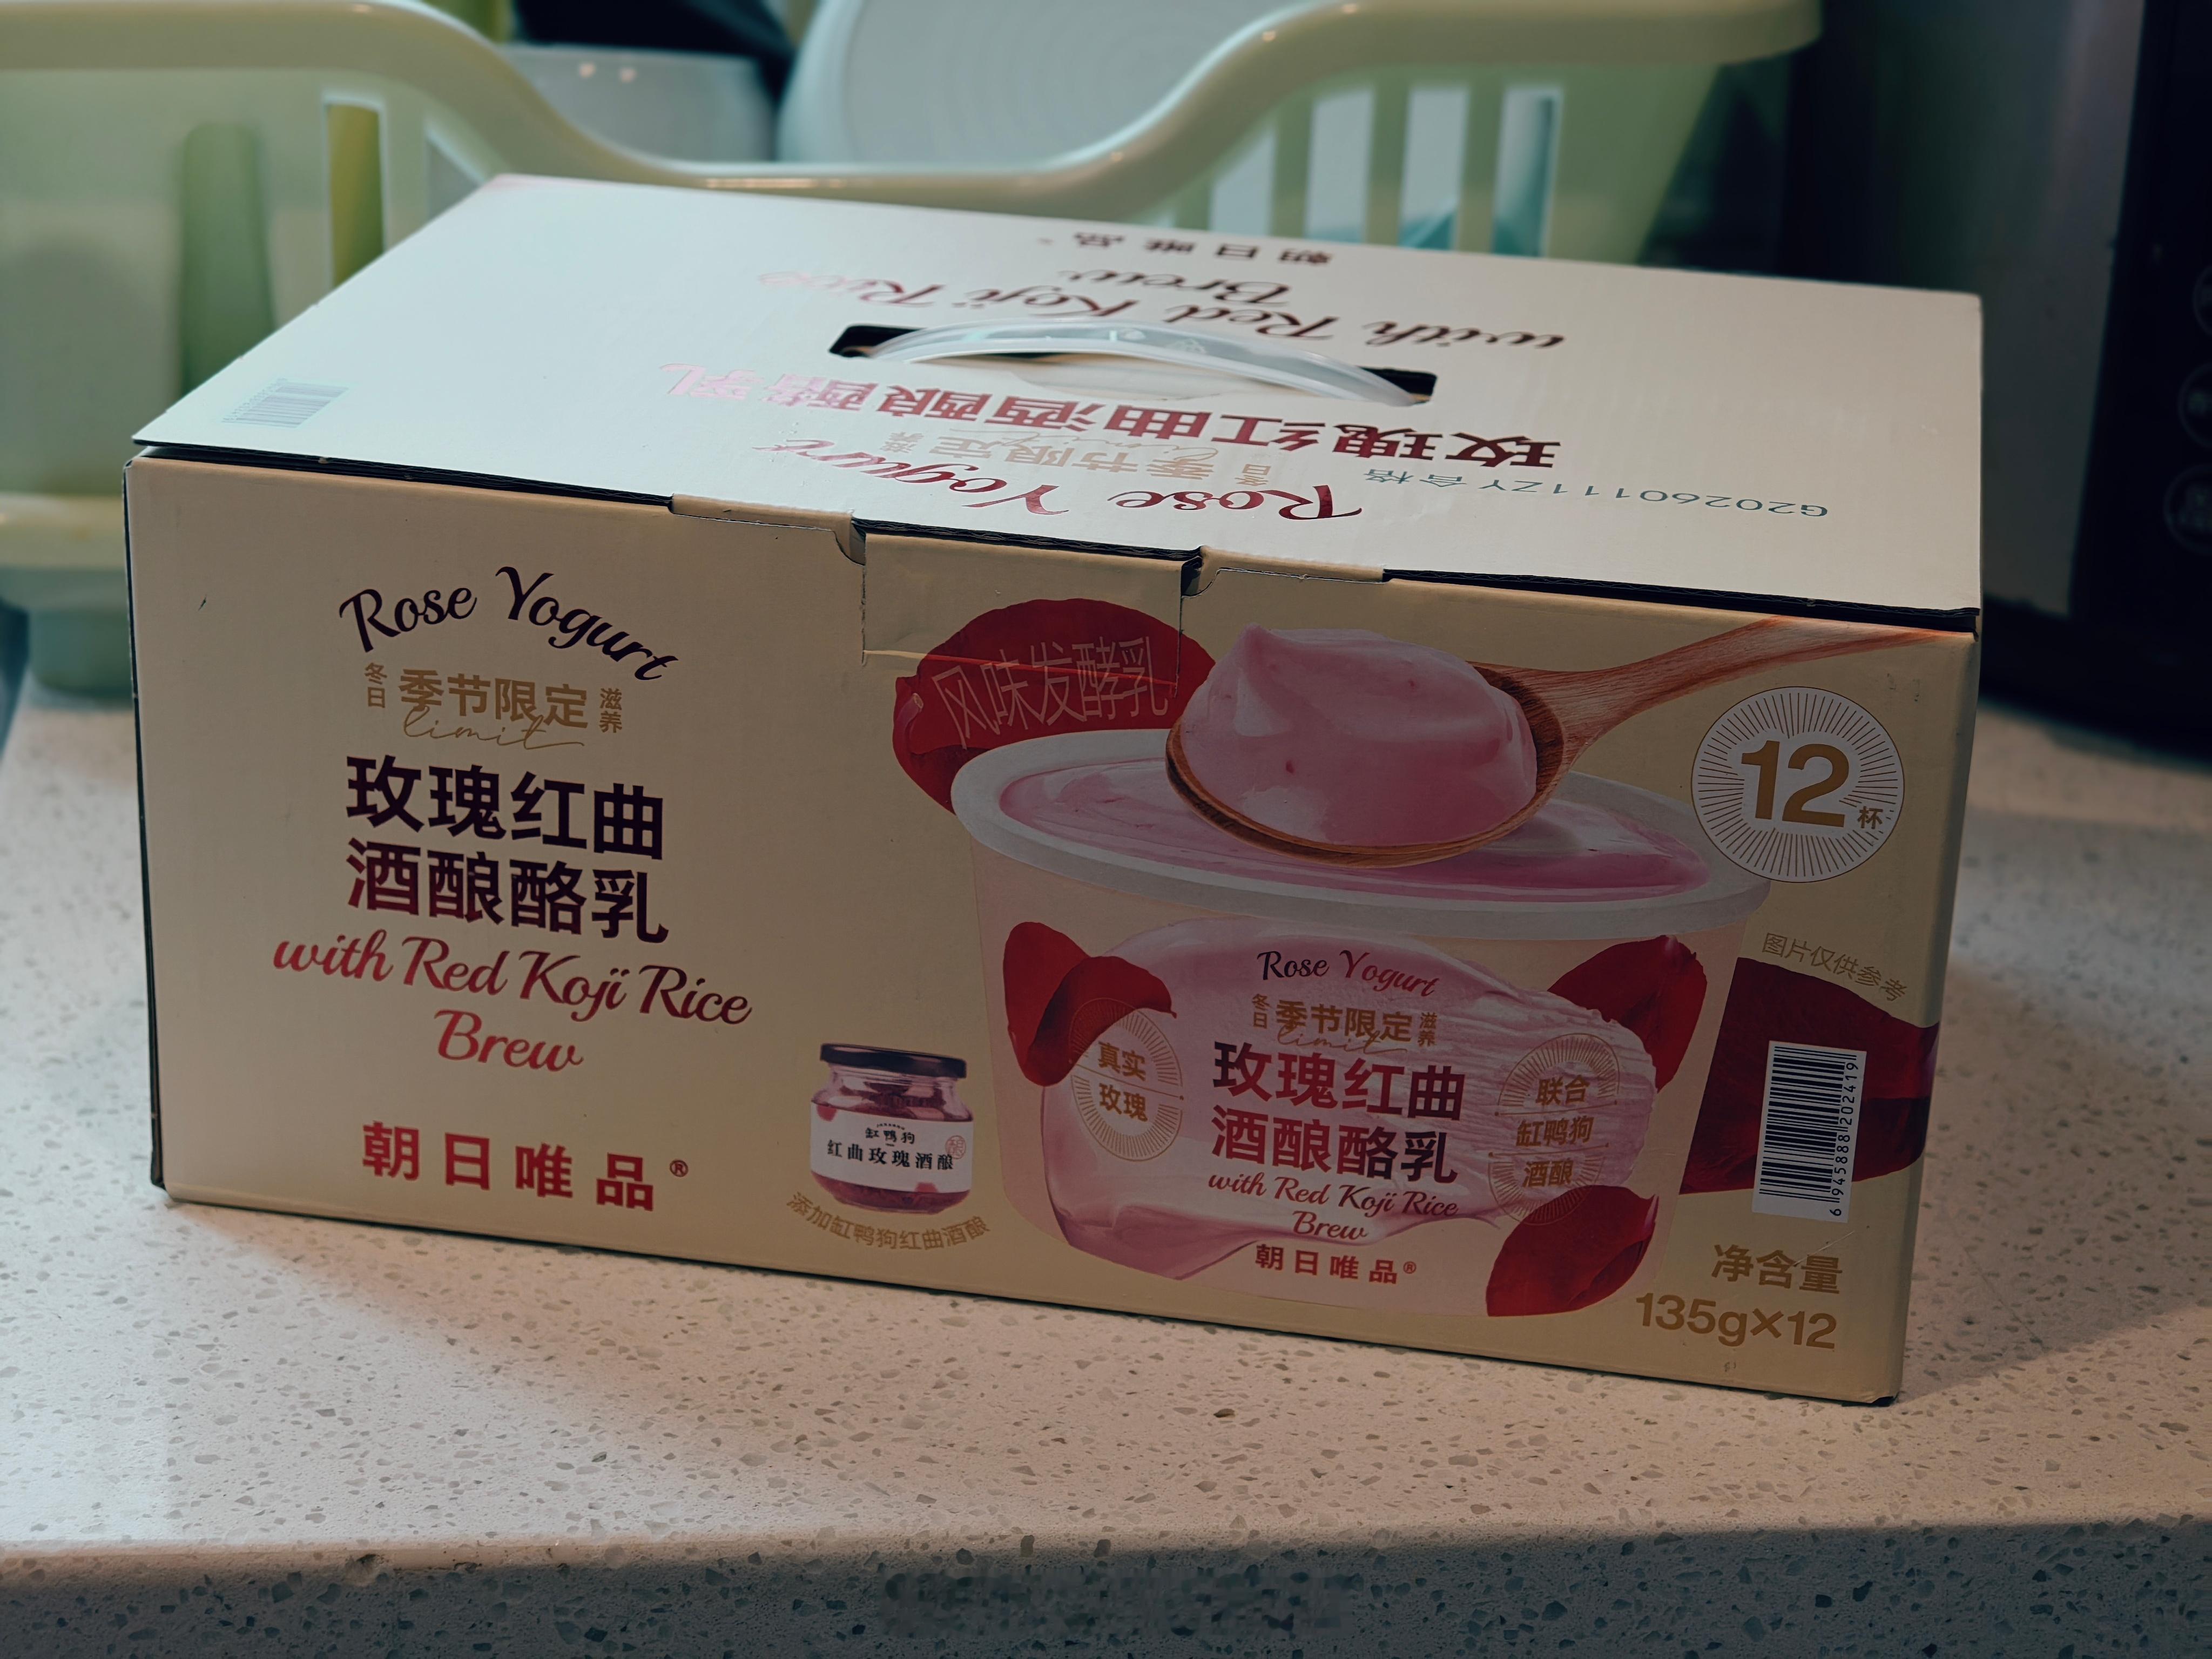 朝日唯品
with Red Koji Rice
Brew
玫瑰红曲酒酿酪乳
冬日 季节限定 滋养
Rose Yogurt
G20260111ZY合格
Rose Yogurt
冬日 季节限定 滋养
limit
玫瑰红曲
酒酿酪乳
with Red Koji Rice
Brew
朝日唯品®
缸鸭狗
红曲玫瑰酒酿
添加缸鸭狗红曲酒酿
风味发酵乳
12杯
图片仅供参考
Rose Yogurt
冬日 季节限定 滋养
limit
玫瑰红曲
酒酿酪乳
with Red Koji Rice
Brew
朝日唯品®
真实
玫瑰
联合
缸鸭狗
酒酿
6 945888 202419
净含量
135g×12